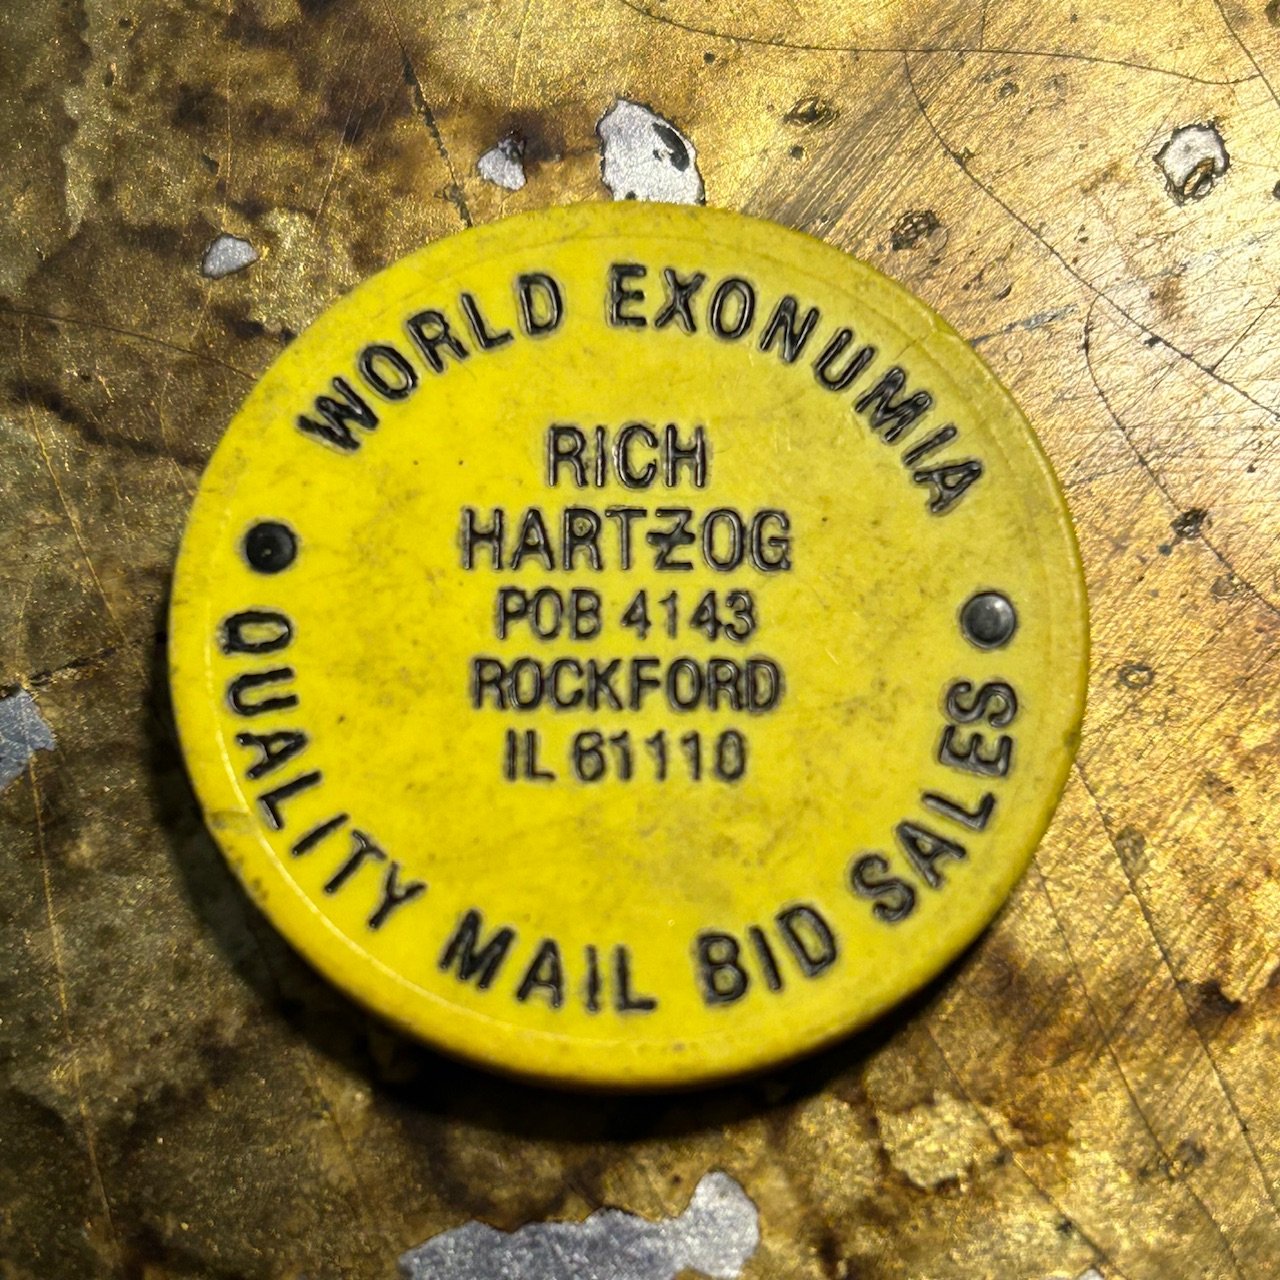 WORLD EXONUMIA
RICH
HARTZOG
POB 4143
ROCKFORD
IL 61110
QUALITY MAIL BID SALES